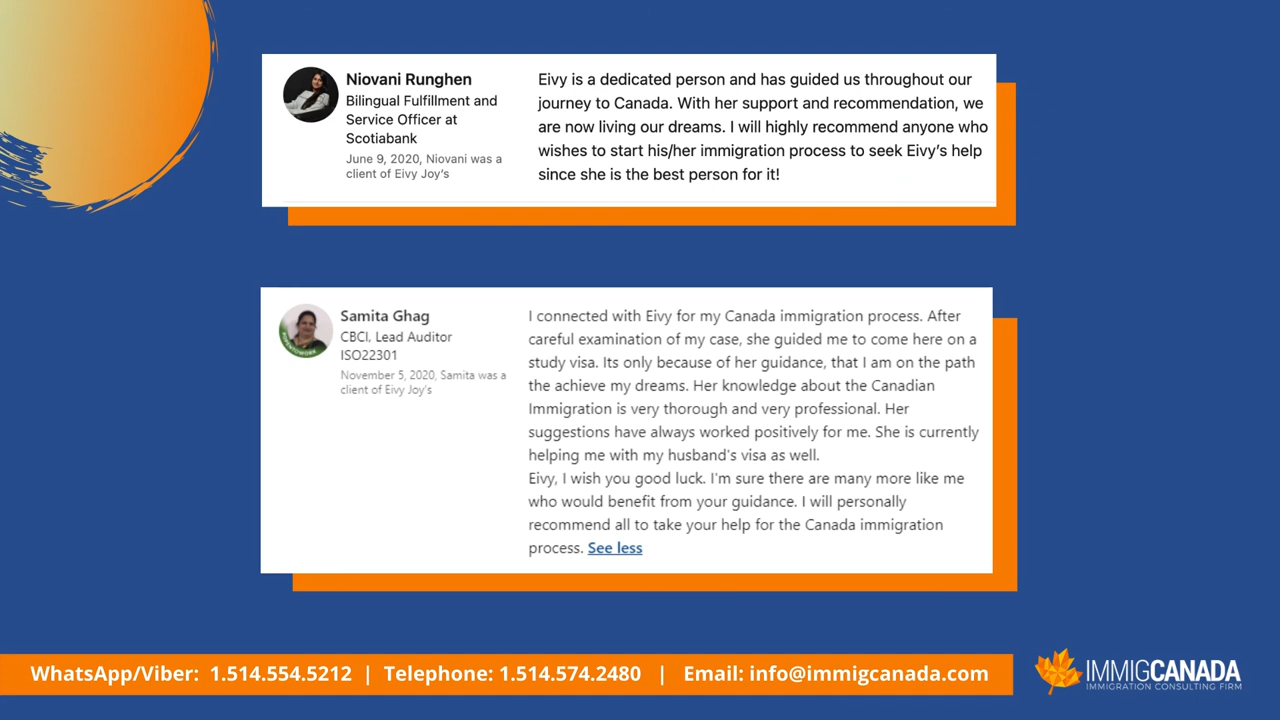 Niovani Runghen
Bilingual Fulfillment and
Service Officer at
Scotiabank
June 9, 2020, Niovani was a
client of Eivy Joy's
Eivy is a dedicated person and has guided us throughout our
journey to Canada. With her support and recommendation, we
are now living our dreams. I will highly recommend anyone who
wishes to start his/her immigration process to seek Eivy's help
since she is the best person for it!
Samita Ghag
CBCI, Lead Auditor
ISO22301
November 5, 2020, Samita was a
client of Eivy Joy's
#OPENTOWORK
I connected with Eivy for my Canada immigration process. After
careful examination of my case, she guided me to come here on a
study visa. Its only because of her guidance, that I am on the path
the achieve my dreams. Her knowledge about the Canadian
Immigration is very thorough and very professional. Her
suggestions have always worked positively for me. She is currently
helping me with my husband's visa as well.
Eivy, I wish you good luck. I'm sure there are many more like me
who would benefit from your guidance. I will personally
recommend all to take your help for the Canada immigration
process. See less
WhatsApp/Viber: 1.514.554.5212 | Telephone: 1.514.574.2480 | Email: info@immigcanada.com
IMMIGCANADA
IMMIGRATION CONSULTING FIRM